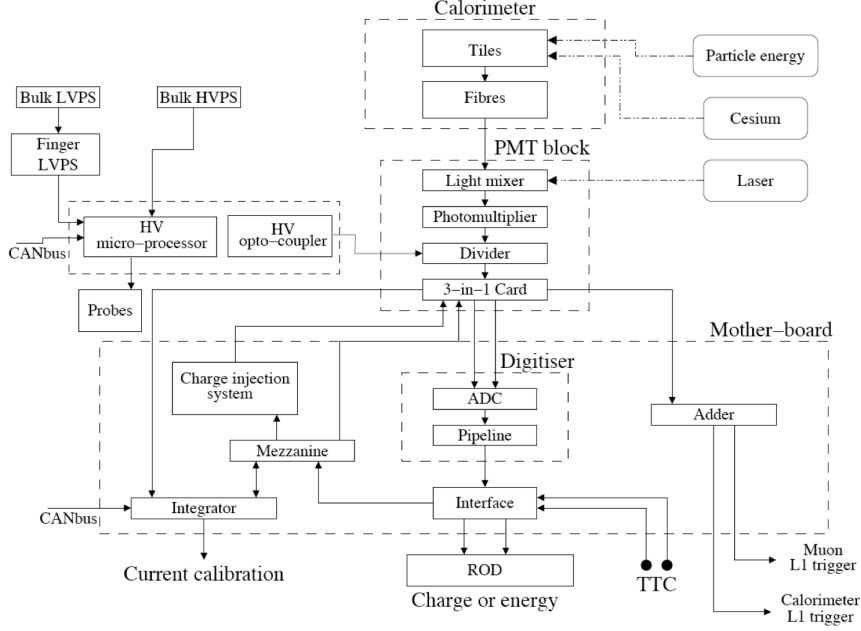 Calorimeter
Tiles
Particle energy
Bulk LVPS
Bulk HVPS
Fibres
Cesium
Finger
LVPS
PMT block
Light mixer
Laser
HV
micro-processor
HV
opto-coupler
Photomultiplier
CANbus
Divider
3-in-1 Card
Probes
Mother-board
Digitiser
Charge injection
system
ADC
Adder
Pipeline
Mezzanine
Integrator
Interface
CANbus
Current calibration
ROD
TTC
Muon
L1 trigger
Charge or energy
Calorimeter
L1 trigger